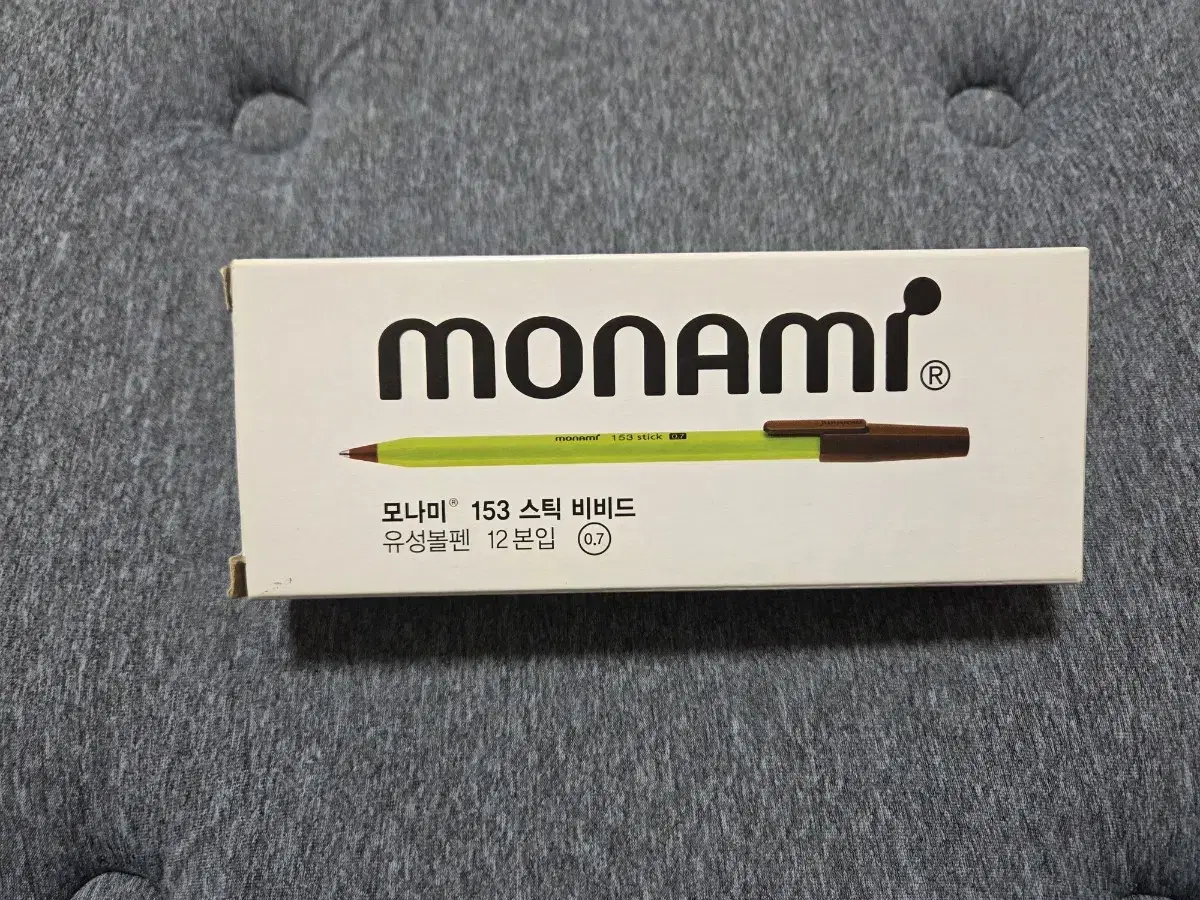 monami®
monami 153 stick 0.7
모나미® 153 스틱 비비드
유성볼펜 12본입 0.7